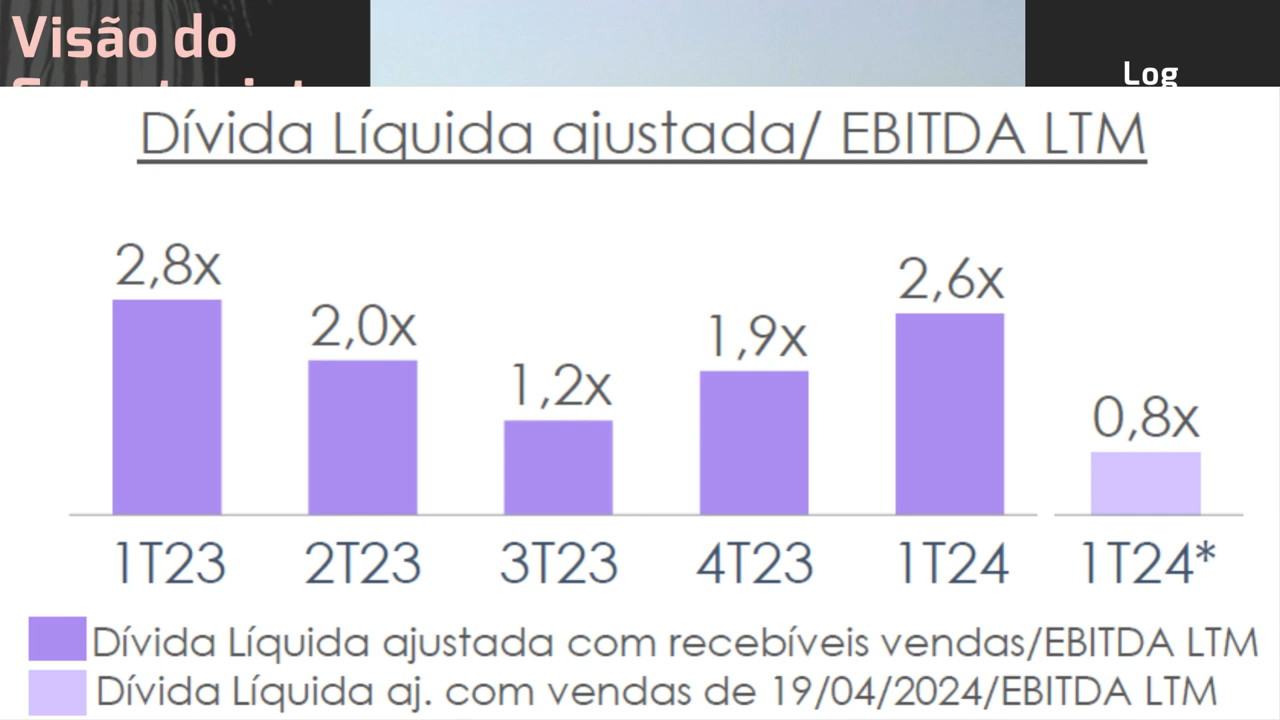 Visão do
Log
Dívida Líquida ajustada/ EBITDA LTM
2,8x
2,0x
1,2x
1,9x
2,6x
0,8x
1T23
2T23
3T23
4T23
1T24
1T24*
Dívida Líquida ajustada com recebíveis vendas/EBITDA LTM
Dívida Líquida aj. com vendas de 19/04/2024/EBITDA LTM